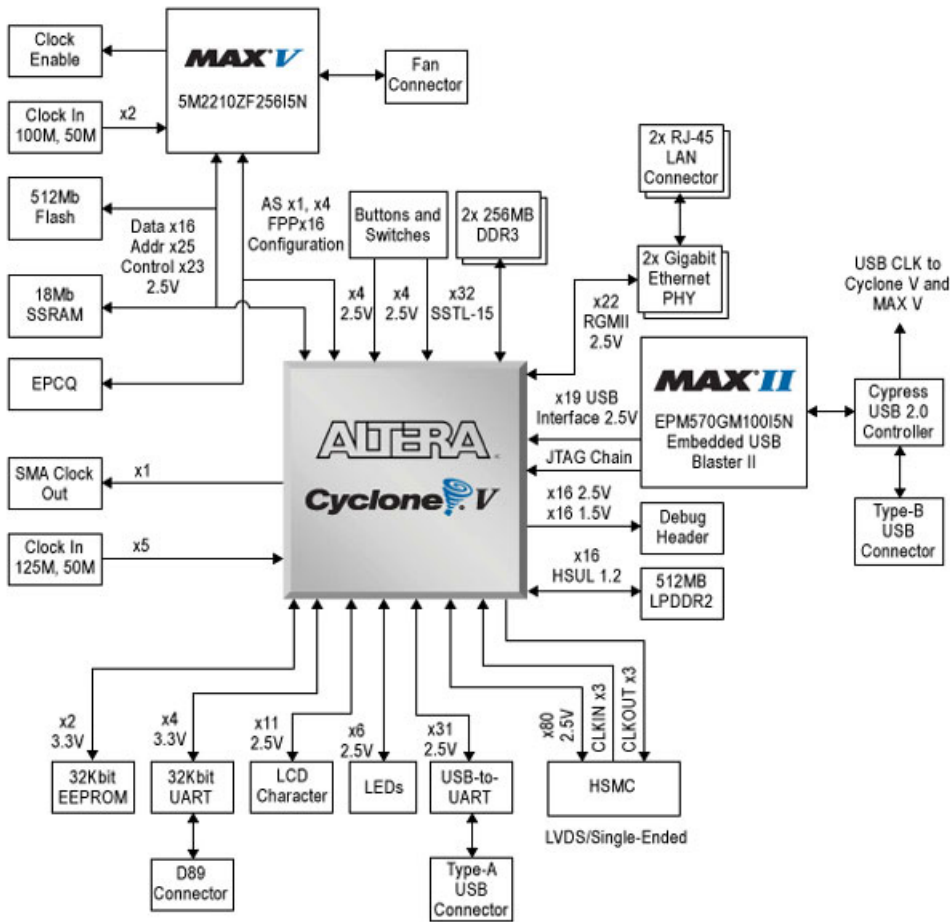 Clock
Enable
MAX V
5M2210ZF256I5N
Fan
Connector
Clock In
100M, 50M
x2
2x RJ-45
LAN
Connector
512Mb
Flash
Data x16
Addr x25
Control x23
2.5V
AS x1, x4
FPPx16
Configuration
Buttons and
Switches
2x 256MB
DDR3
2x Gigabit
Ethernet
PHY
USB CLK to
Cyclone V and
MAX V
18Mb
SSRAM
x4
2.5V
x4
2.5V
x32
SSTL-15
x22
RGMII
2.5V
EPCQ
MAX II
EPM570GM100I5N
Embedded USB
Blaster II
Cypress
USB 2.0
Controller
x19 USB
Interface 2.5V
JTAG Chain
ALTERA
Cyclone V
SMA Clock
Out
x1
x16 2.5V
x16 1.5V
Debug
Header
Type-B
USB
Connector
Clock In
125M, 50M
x5
x16
HSUL 1.2
512MB
LPDDR2
x2
3.3V
x4
3.3V
x11
2.5V
x6
2.5V
x31
2.5V
x80
2.5V
CLKIN x3
CLKOUT x3
32Kbit
EEPROM
32Kbit
UART
LCD
Character
LEDs
USB-to-
UART
HSMC
LVDS/Single-Ended
D89
Connector
Type-A
USB
Connector